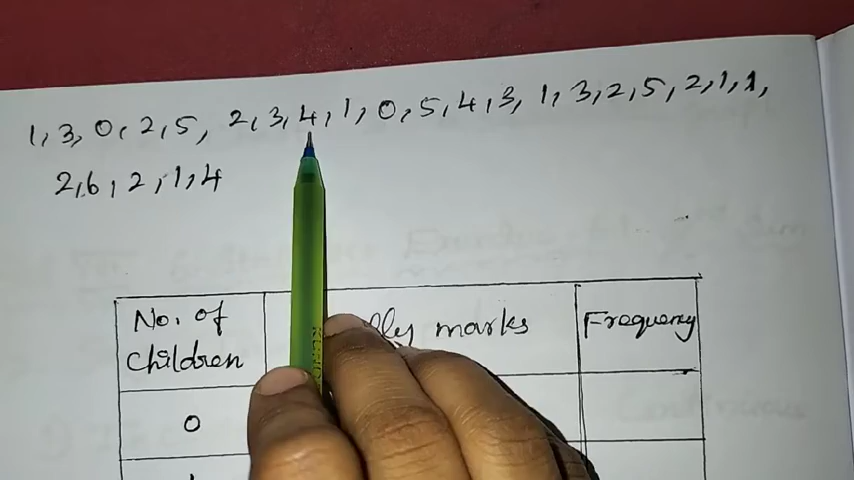 1, 3, 0, 2, 5, 2, 3, 4, 1, 0, 5, 4, 3, 1, 3, 2, 5, 2, 1, 1,
2, 6, 2, 1, 4
No. of
Children
marks
Frequency
0